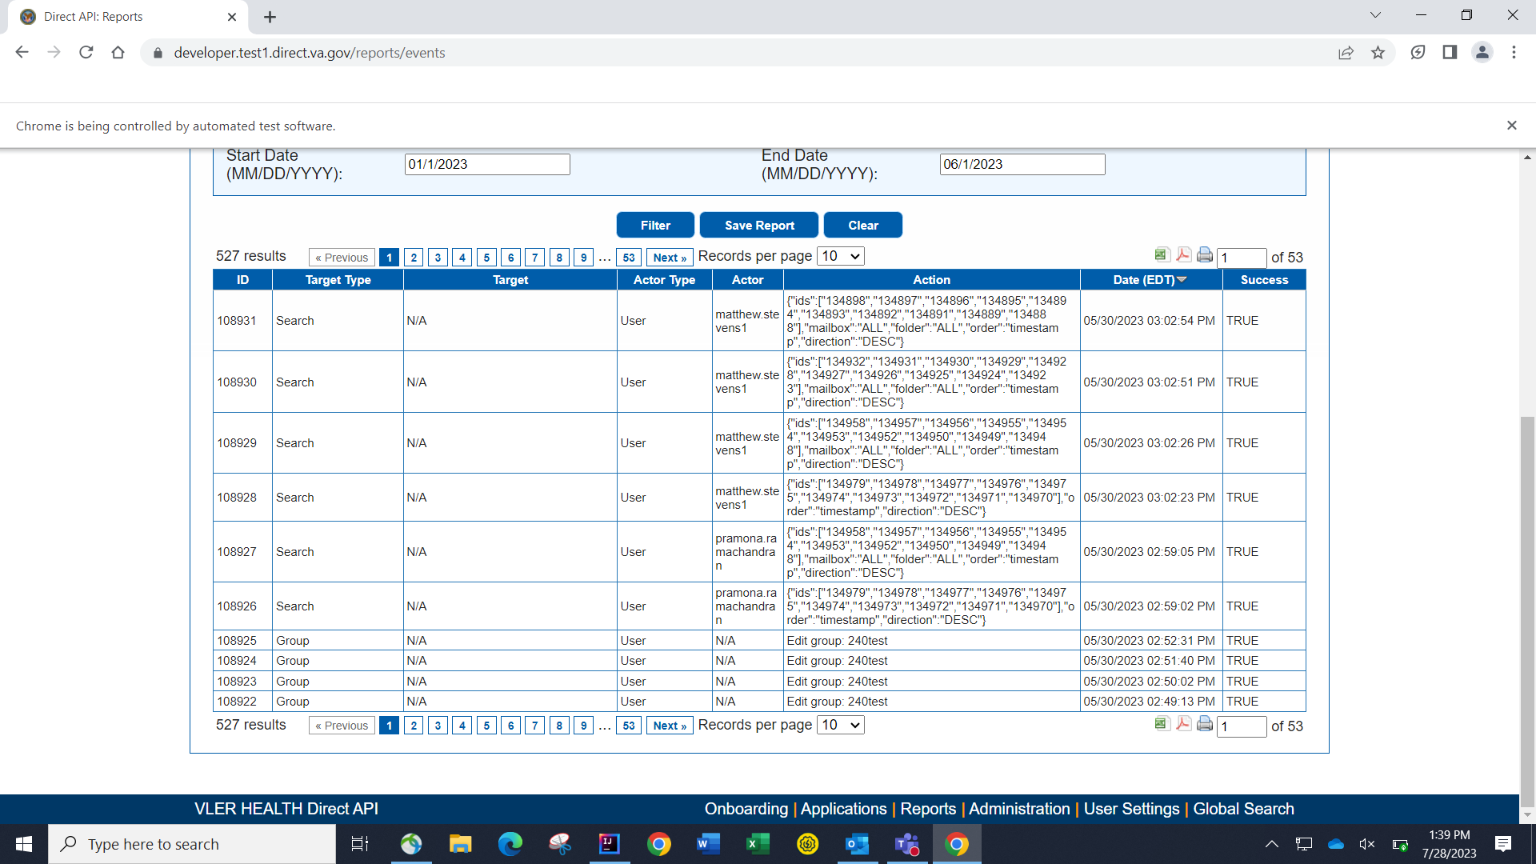 Direct API: Reports
developer.test1.direct.va.gov/reports/events
Chrome is being controlled by automated test software.
Start Date
(MM/DD/YYYY):
01/1/2023
End Date
(MM/DD/YYYY):
06/1/2023
Filter Save Report Clear
527 results « Previous 1 2 3 4 5 6 7 8 9 ... 53 Next » Records per page 10 1 of 53
ID Target Type Target Actor Type Actor Action Date (EDT) Success
108931 Search N/A User matthew.ste
vens1
{"ids":["134898","134897","134896","134895","13489
4","134893","134892","134891","134889","13488
8"],"mailbox":"ALL","folder":"ALL","order":"timestam
p","direction":"DESC"}
05/30/2023 03:02:54 PM TRUE
108930 Search N/A User matthew.ste
vens1
{"ids":["134932","134931","134930","134929","13492
8","134927","134926","134925","134924","13492
3"],"mailbox":"ALL","folder":"ALL","order":"timestam
p","direction":"DESC"}
05/30/2023 03:02:51 PM TRUE
108929 Search N/A User matthew.ste
vens1
{"ids":["134958","134957","134956","134955","13495
4","134953","134952","134950","134949","13494
8"],"mailbox":"ALL","folder":"ALL","order":"timestam
p","direction":"DESC"}
05/30/2023 03:02:26 PM TRUE
108928 Search N/A User matthew.ste
vens1
{"ids":["134979","134978","134977","134976","13497
5","134974","134973","134972","134971","134970"],"o
rder":"timestamp","direction":"DESC"}
05/30/2023 03:02:23 PM TRUE
108927 Search N/A User pramona.ra
machandra
n
{"ids":["134958","134957","134956","134955","13495
4","134953","134952","134950","134949","13494
8"],"mailbox":"ALL","folder":"ALL","order":"timestam
p","direction":"DESC"}
05/30/2023 02:59:05 PM TRUE
108926 Search N/A User pramona.ra
machandra
n
{"ids":["134979","134978","134977","134976","13497
5","134974","134973","134972","134971","134970"],"o
rder":"timestamp","direction":"DESC"}
05/30/2023 02:59:02 PM TRUE
108925 Group N/A User N/A Edit group: 240test 05/30/2023 02:52:31 PM TRUE
108924 Group N/A User N/A Edit group: 240test 05/30/2023 02:51:40 PM TRUE
108923 Group N/A User N/A Edit group: 240test 05/30/2023 02:50:02 PM TRUE
108922 Group N/A User N/A Edit group: 240test 05/30/2023 02:49:13 PM TRUE
527 results « Previous 1 2 3 4 5 6 7 8 9 ... 53 Next » Records per page 10 1 of 53
VLER HEALTH Direct API Onboarding | Applications | Reports | Administration | User Settings | Global Search
Type here to search
1:39 PM
7/28/2023